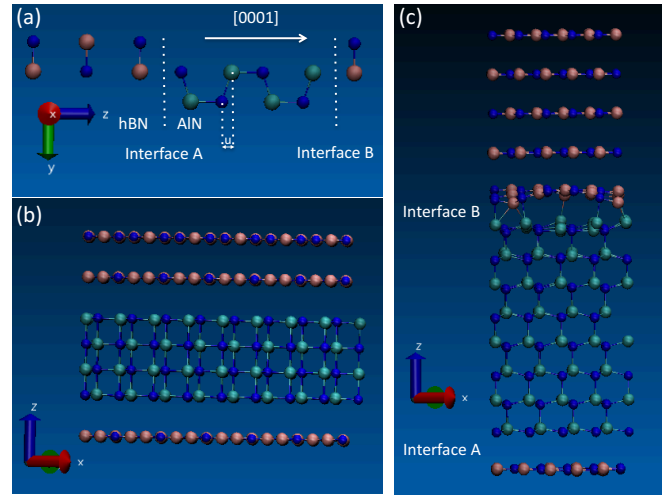 (a)
[0001]
x
z
y
hBN
AlN
u
Interface A
Interface B
(b)
z
x
(c)
Interface B
z
x
Interface A